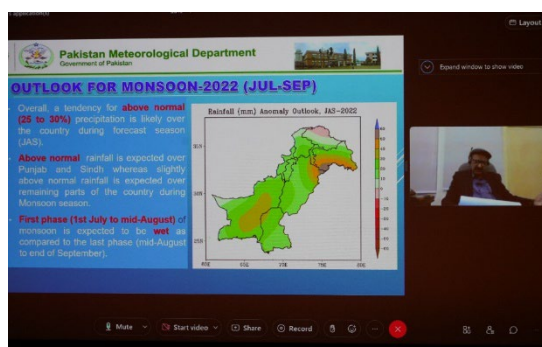 Layout
Pakistan Meteorological Department
Government of Pakistan
OUTLOOK FOR MONSOON-2022 (JUL-SEP)
Overall, a tendency for above normal
(25 to 30%) precipitation is likely over
the country during forecast season
(JAS).
Above normal rainfall is expected over
Punjab and Sindh whereas slightly
above normal rainfall is expected over
remaining parts of the country during
Monsoon season.
First phase (1st July to mid-August) of
monsoon is expected to be wet as
compared to the last phase (mid-August
to end of September).
Rainfall (mm) Anomaly Outlook, JAS-2022
Expand window to show video
Mute
Start video
Share
Record